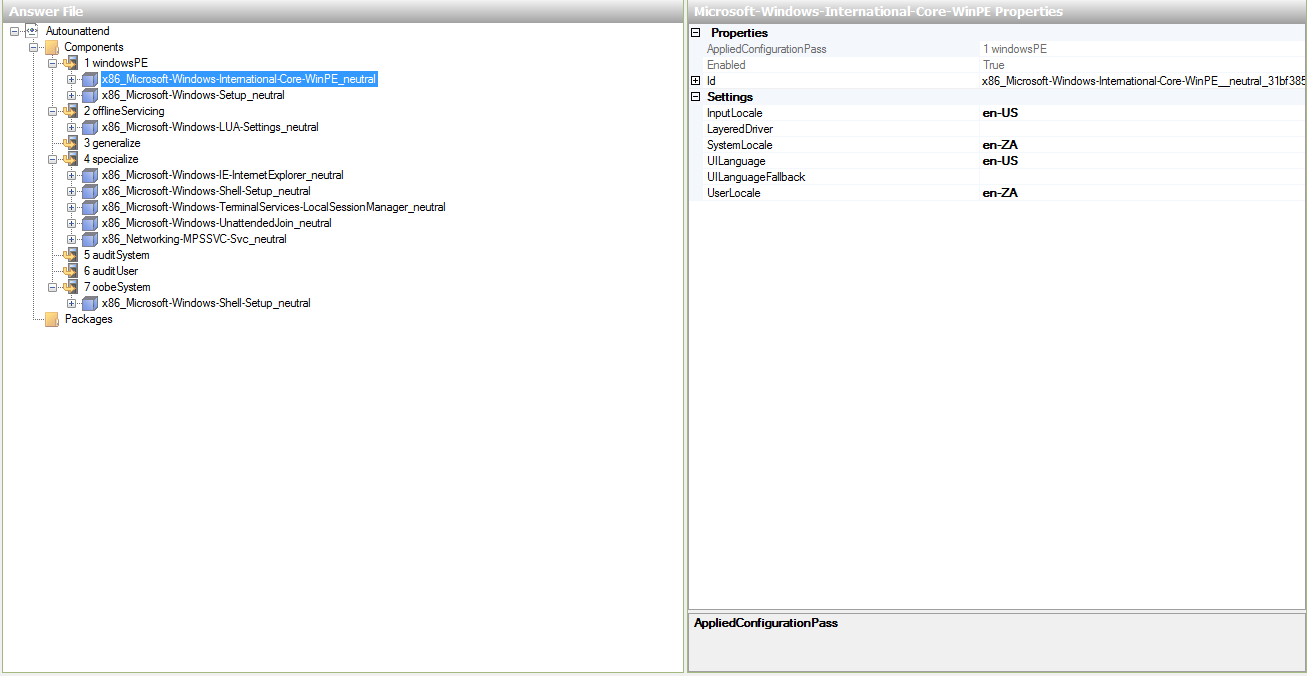 Answer File
Autounattend
Components
1 windowsPE
x86_Microsoft-Windows-International-Core-WinPE_neutral
x86_Microsoft-Windows-Setup_neutral
2 offlineServicing
x86_Microsoft-Windows-LUA-Settings_neutral
3 generalize
4 specialize
x86_Microsoft-Windows-IE-InternetExplorer_neutral
x86_Microsoft-Windows-Shell-Setup_neutral
x86_Microsoft-Windows-TerminalServices-LocalSessionManager_neutral
x86_Microsoft-Windows-UnattendedJoin_neutral
x86_Networking-MPSSVC-Svc_neutral
5 auditSystem
6 auditUser
7 oobeSystem
x86_Microsoft-Windows-Shell-Setup_neutral
Packages
Microsoft-Windows-International-Core-WinPE Properties
Properties
AppliedConfigurationPass 1 windowsPE
Enabled True
Id x86_Microsoft-Windows-International-Core-WinPE__neutral_31bf385
Settings
InputLocale en-US
LayeredDriver
SystemLocale en-ZA
UILanguage en-US
UILanguageFallback
UserLocale en-ZA
AppliedConfigurationPass